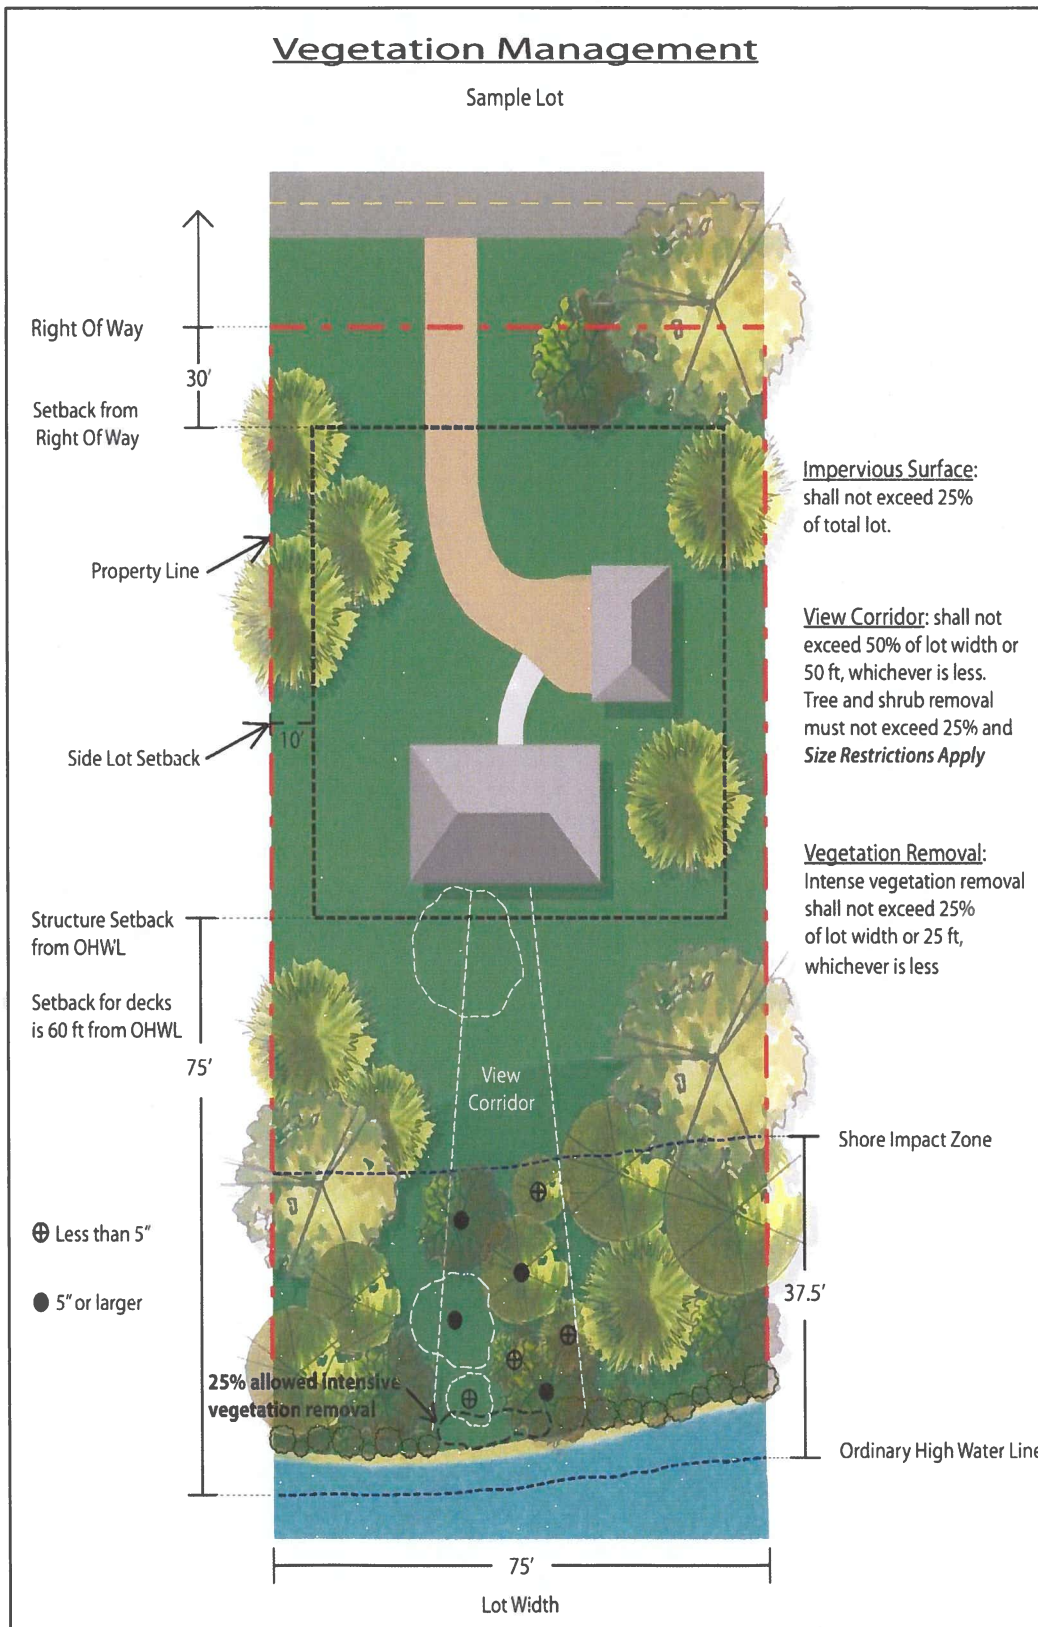 Vegetation Management
Sample Lot
Right Of Way
30'
Setback from
Right Of Way
Property Line
10'
Side Lot Setback
Impervious Surface:
shall not exceed 25%
of total lot.
View Corridor: shall not
exceed 50% of lot width or
50 ft, whichever is less.
Tree and shrub removal
must not exceed 25% and
Size Restrictions Apply
Vegetation Removal:
Intense vegetation removal
shall not exceed 25%
of lot width or 25 ft,
whichever is less
Structure Setback
from OHWL
Setback for decks
is 60 ft from OHWL
75'
View
Corridor
Shore Impact Zone
Less than 5"
5" or larger
37.5'
25% allowed intensive
vegetation removal
Ordinary High Water Line
75'
Lot Width